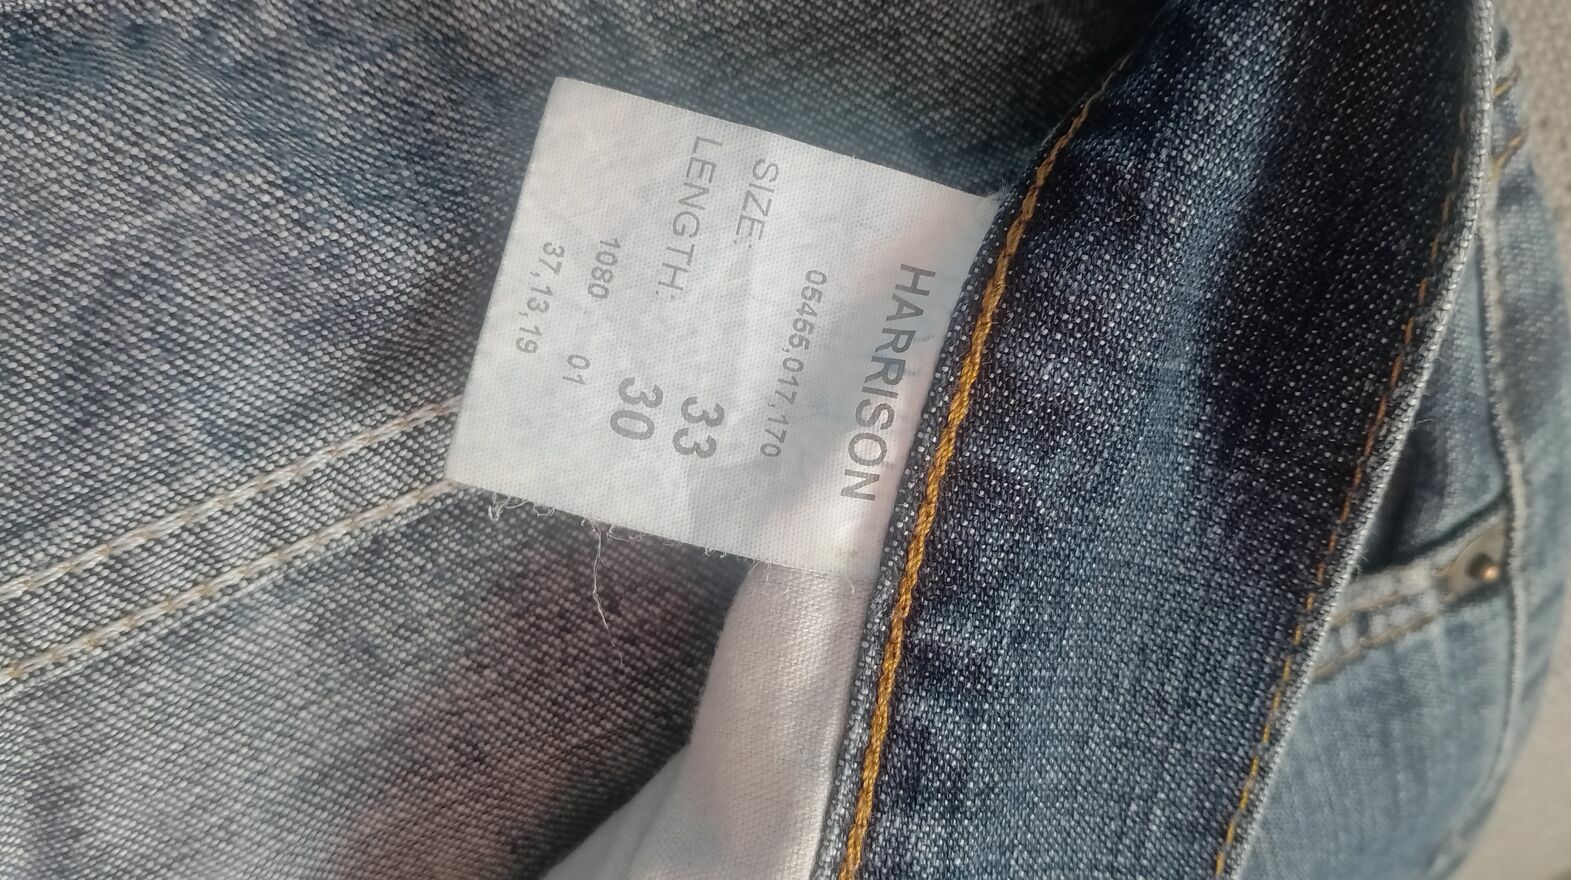 HARRISON
05455,017,170
SIZE: 33
LENGTH: 30
1080 01
37,13,19